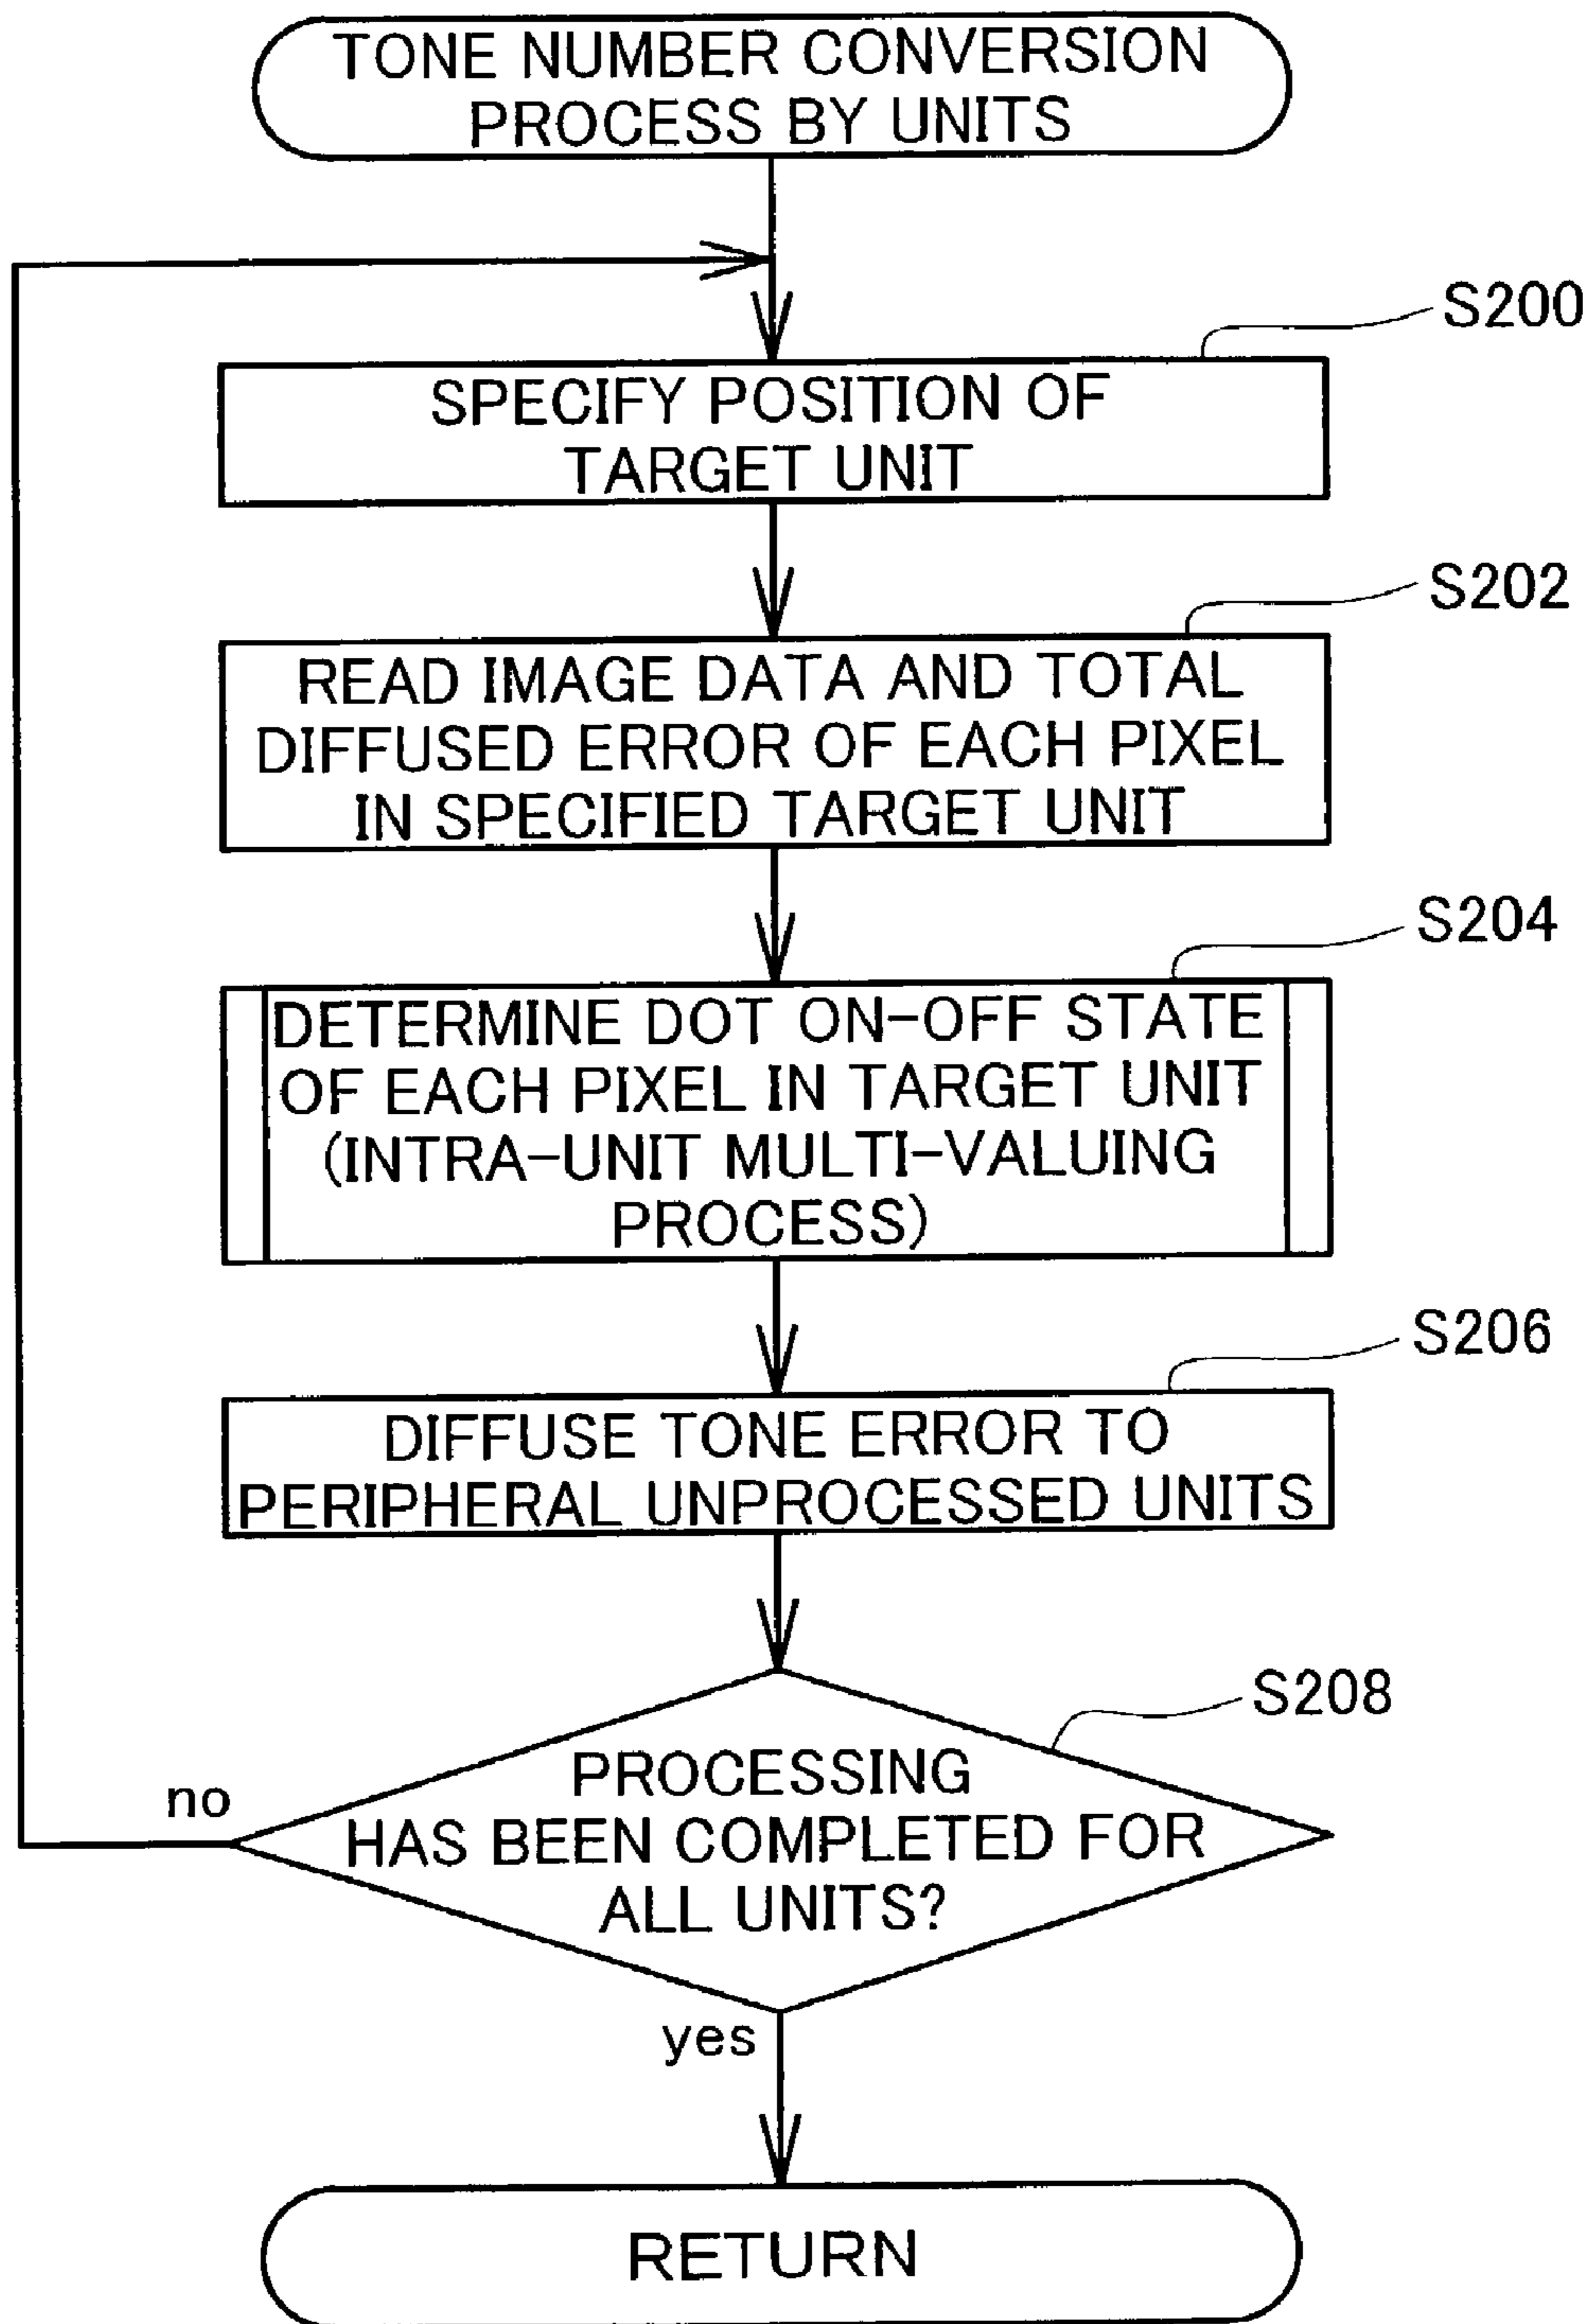 TONE NUMBER CONVERSION
PROCESS BY UNITS
S200
SPECIFY POSITION OF
TARGET UNIT
S202
READ IMAGE DATA AND TOTAL
DIFFUSED ERROR OF EACH PIXEL
IN SPECIFIED TARGET UNIT
S204
DETERMINE DOT ON-OFF STATE
OF EACH PIXEL IN TARGET UNIT
(INTRA-UNIT MULTI-VALUING
PROCESS)
S206
DIFFUSE TONE ERROR TO
PERIPHERAL UNPROCESSED UNITS
S208
PROCESSING
HAS BEEN COMPLETED FOR
ALL UNITS?
no
yes
RETURN